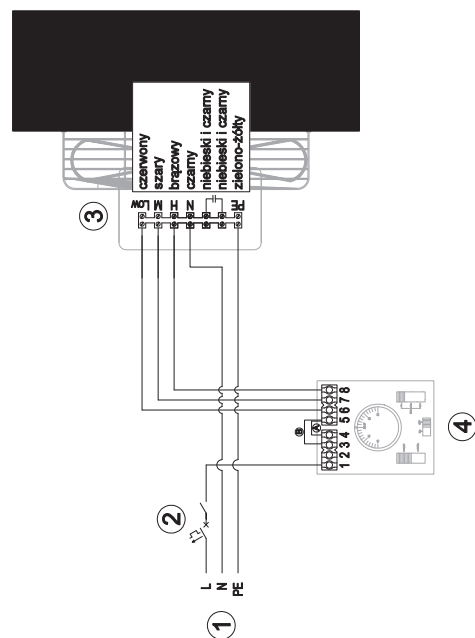 czerwony
szary
brązowy
czarny
niebieski i czarny
niebieski i czarny
zielono-żółty
LOW
M
H
N
PE
3
8
7
6
5
4
3
2
1
B
A
4
2
L
N
PE
1